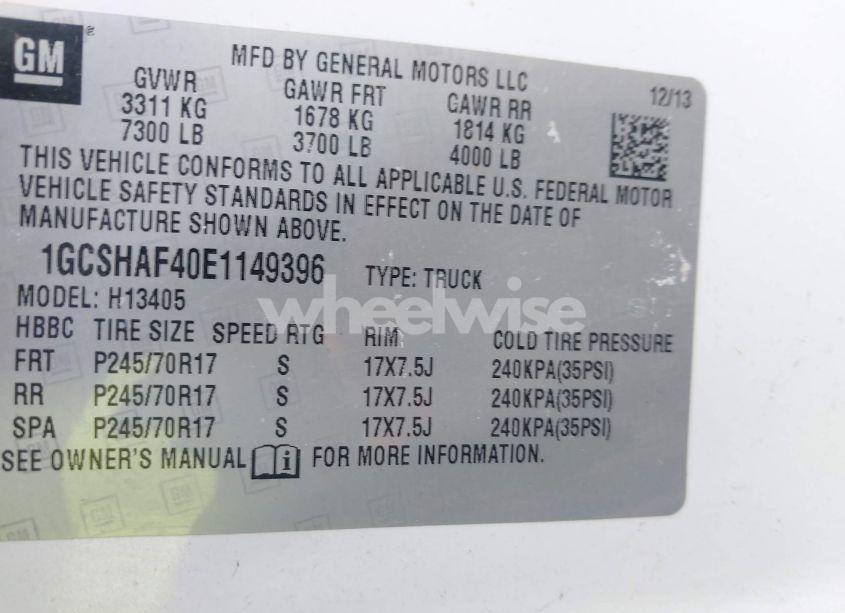 GM
MFD BY GENERAL MOTORS LLC
12/13
GVWR GAWR FRT GAWR RR
3311 KG 1678 KG 1814 KG
7300 LB 3700 LB 4000 LB
THIS VEHICLE CONFORMS TO ALL APPLICABLE U.S. FEDERAL MOTOR
VEHICLE SAFETY STANDARDS IN EFFECT ON THE DATE OF
MANUFACTURE SHOWN ABOVE.
1GCSHAF40E1149396 TYPE: TRUCK
MODEL: H13405
wheelwise
HBBC TIRE SIZE SPEED RTG RIM COLD TIRE PRESSURE
FRT P245/70R17 S 17X7.5J 240KPA(35PSI)
RR P245/70R17 S 17X7.5J 240KPA(35PSI)
SPA P245/70R17 S 17X7.5J 240KPA(35PSI)
SEE OWNER'S MANUAL i FOR MORE INFORMATION.